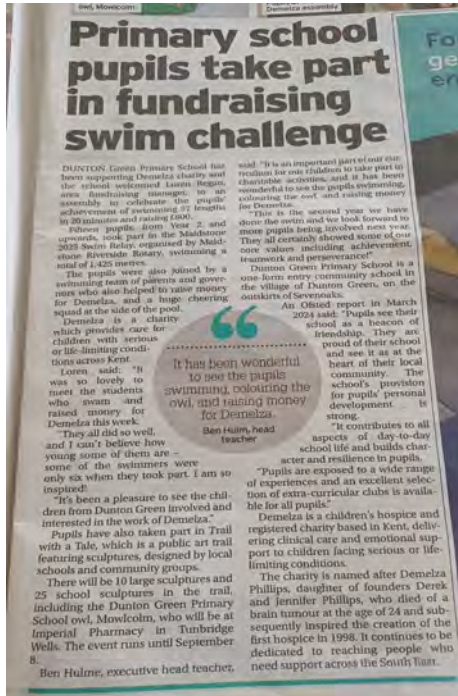 owl, Mowlcolm.
Demelza assembly
Primary school
pupils take part
in fundraising
swim challenge
DUNTON Green Primary School has
been supporting Demelza charity and
the school welcomed Loren Regan,
area fundraising manager, to an
assembly to celebrate the pupils'
achievement of swimming 57 lengths
in 20 minutes and raising £600.
Fifteen pupils, from Year 2, and
upwards, took part in the Maidstone
2025 Swim Relay, organised by Maid-
stone Riverside Rotary, swimming a
total of 1,425 metres.
The pupils were also joined by a
swimming team of parents and gover-
nors who also helped to raise money
for Demelza, and a huge cheering
squad at the side of the pool.
Demelza is a charity
which provides care for
children with serious
or life-limiting condi-
tions across Kent.
Loren said: "It
was so lovely to
meet the students
who swam and
raised money for
Demelza this week.
"They all did so well,
and I can't believe how
young some of them are –
some of the swimmers were
only six when they took part. I am so
inspired!
"It's been a pleasure to see the chil-
dren from Dunton Green involved and
interested in the work of Demelza."
Pupils have also taken part in Trail
with a Tale, which is a public art trail
featuring sculptures, designed by local
schools and community groups.
There will be 10 large sculptures and
25 school sculptures in the trail,
including the Dunton Green Primary
School owl, Mowlcolm, who will be at
Imperial Pharmacy in Tunbridge
Wells. The event runs until September
8.
Ben Hulme, executive head teacher,
said: "It is an important part of our cur-
riculum for our children to take part in
charitable activities, and it has been
wonderful to see the pupils swimming,
colouring the owl, and raising money
for Demelza.
"This is the second year we have
done the swim and we look forward to
more pupils being involved next year.
They all certainly showed some of our
core values including achievement,
teamwork and perseverance!"
Dunton Green Primary School is a
one-form entry community school in
the village of Dunton Green, on the
outskirts of Sevenoaks.
An Ofsted report in March
2024 said: "Pupils see their
school as a beacon of
friendship. They are
proud of their school
and see it as at the
heart of their local
community. The
school's provision
for pupils' personal
development is
strong.
"It contributes to all
aspects of day-to-day
school life and builds char-
acter and resilience in pupils.
"Pupils are exposed to a wide range
of experiences and an excellent selec-
tion of extra-curricular clubs is availa-
ble for all pupils."
Demelza is a children's hospice and
registered charity based in Kent, deliv-
ering clinical care and emotional sup-
port to children facing serious or life-
limiting conditions.
The charity is named after Demelza
Phillips, daughter of founders Derek
and Jennifer Phillips, who died of a
brain tumour at the age of 24 and sub-
sequently inspired the creation of the
first hospice in 1998. It continues to be
dedicated to reaching people who
need support across the South East.
It has been wonderful
to see the pupils
swimming, colouring the
owl, and raising money
for Demelza.
Ben Hulm, head
teacher
Fo
ge
en